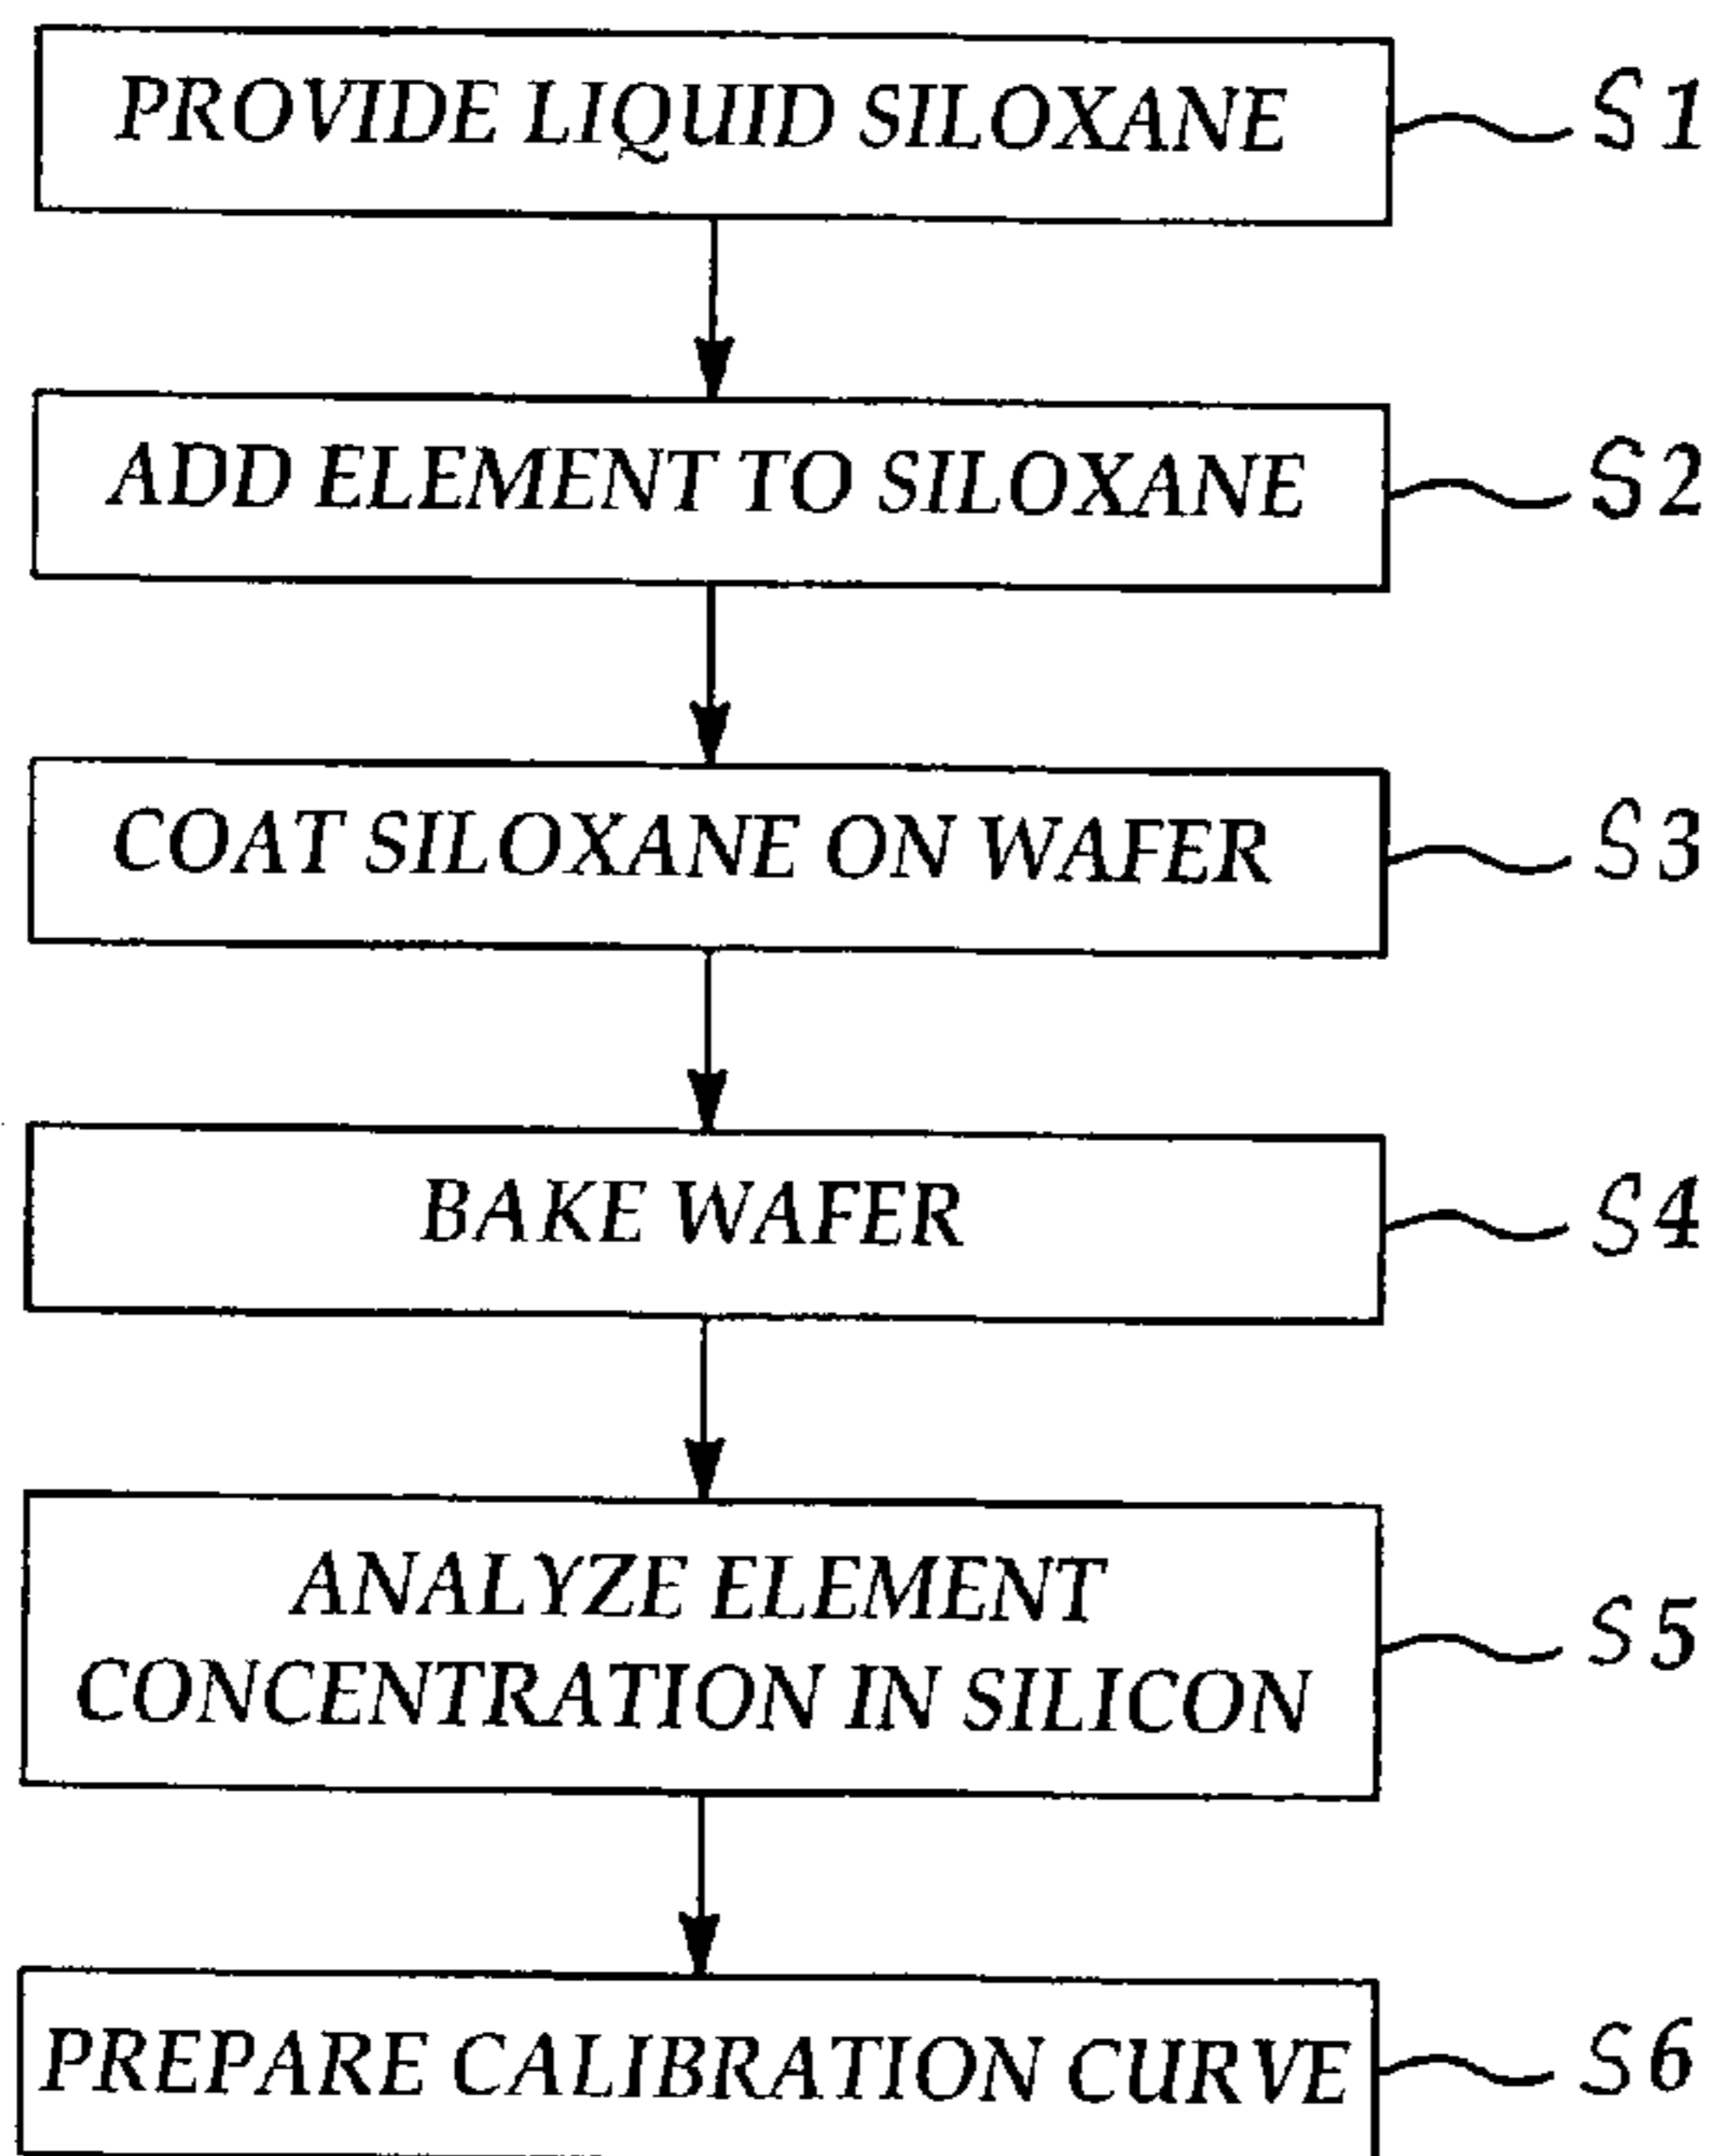 PROVIDE LIQUID SILOXANE S1
ADD ELEMENT TO SILOXANE S2
COAT SILOXANE ON WAFER S3
BAKE WAFER S4
ANALYZE ELEMENT
CONCENTRATION IN SILICON S5
PREPARE CALIBRATION CURVE S6